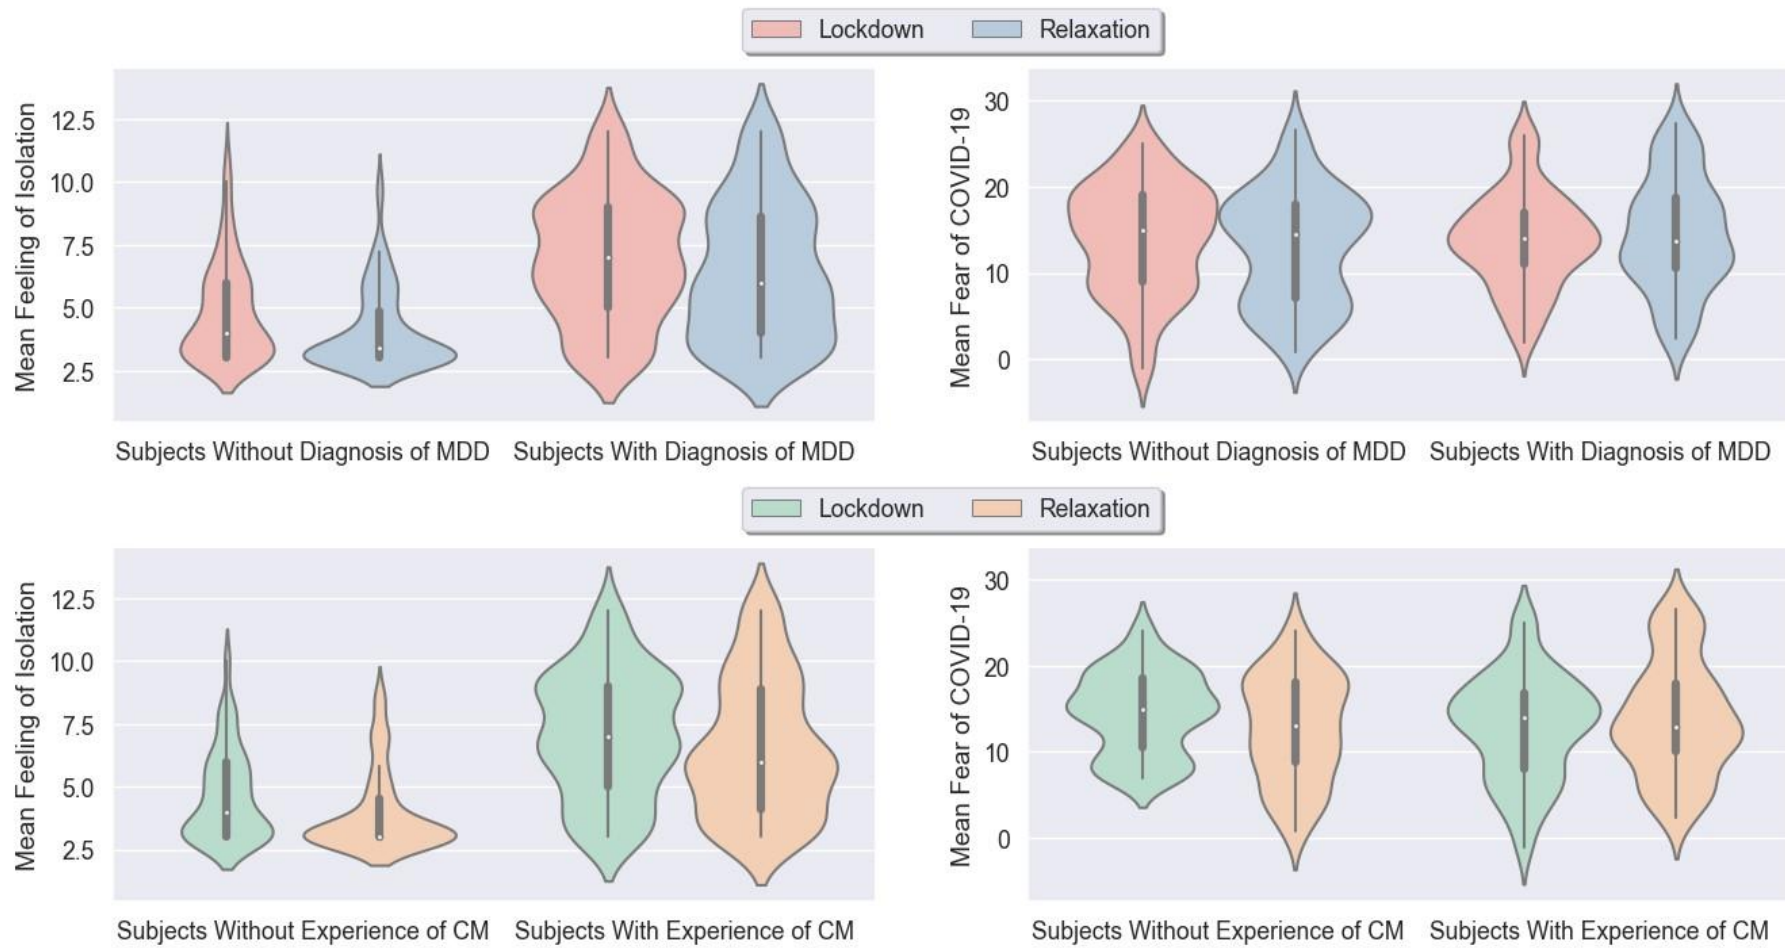 Lockdown Relaxation
Mean Feeling of Isolation
12.5
10.0
7.5
5.0
2.5
Subjects Without Diagnosis of MDD Subjects With Diagnosis of MDD
Mean Fear of COVID-19
30
20
10
0
Subjects Without Diagnosis of MDD Subjects With Diagnosis of MDD
Lockdown Relaxation
Mean Feeling of Isolation
12.5
10.0
7.5
5.0
2.5
Subjects Without Experience of CM Subjects With Experience of CM
Mean Fear of COVID-19
30
20
10
0
Subjects Without Experience of CM Subjects With Experience of CM